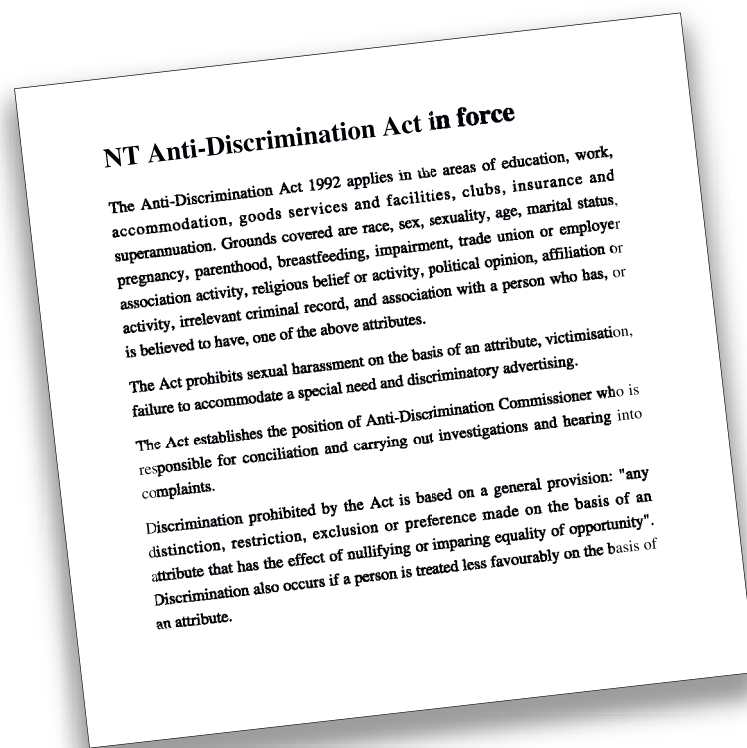 NT Anti-Discrimination Act in force
The Anti-Discrimination Act 1992 applies in the areas of education, work,
accommodation, goods services and facilities, clubs, insurance and
superannuation. Grounds covered are race, sex, sexuality, age, marital status,
pregnancy, parenthood, breastfeeding, impairment, trade union or employer
association activity, religious belief or activity, political opinion, affiliation or
activity, irrelevant criminal record, and association with a person who has, or
is believed to have, one of the above attributes.
The Act prohibits sexual harassment on the basis of an attribute, victimisation,
failure to accommodate a special need and discriminatory advertising.
The Act establishes the position of Anti-Discrimination Commissioner who is
responsible for conciliation and carrying out investigations and hearing into
complaints.
Discrimination prohibited by the Act is based on a general provision: "any
distinction, restriction, exclusion or preference made on the basis of an
attribute that has the effect of nullifying or imparing equality of opportunity".
Discrimination also occurs if a person is treated less favourably on the basis of
an attribute.